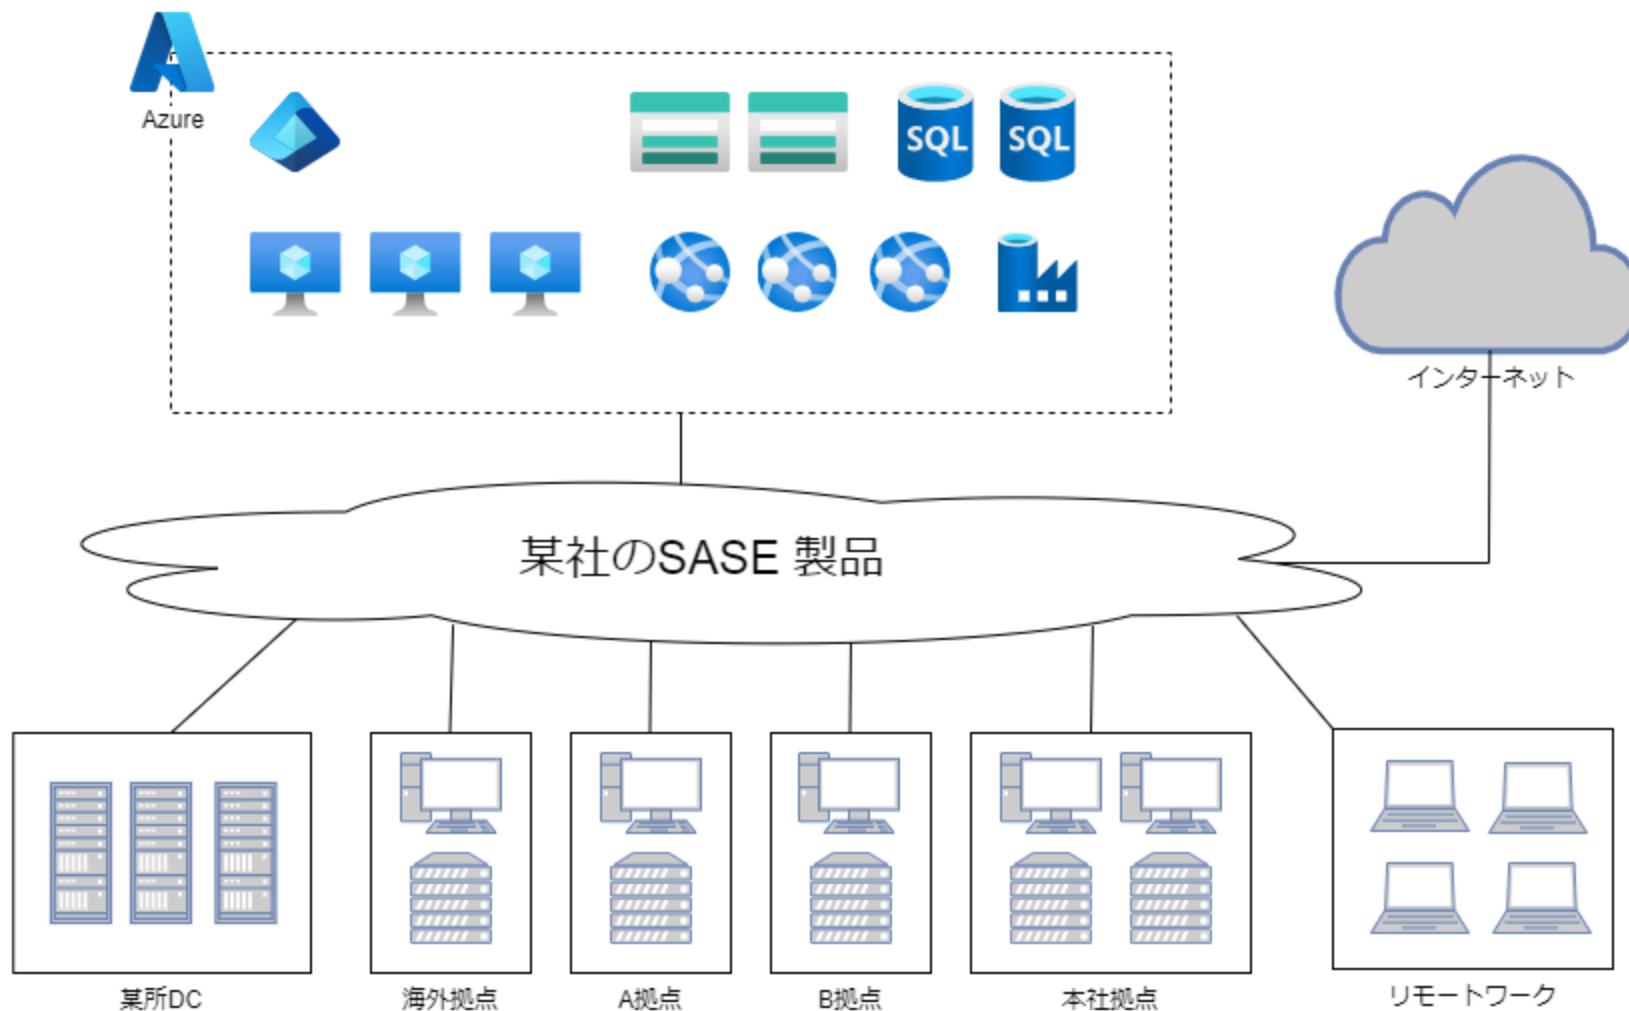 Azure
SQL
SQL
インターネット
某社のSASE 製品
某所DC
海外拠点
A拠点
B拠点
本社拠点
リモートワーク